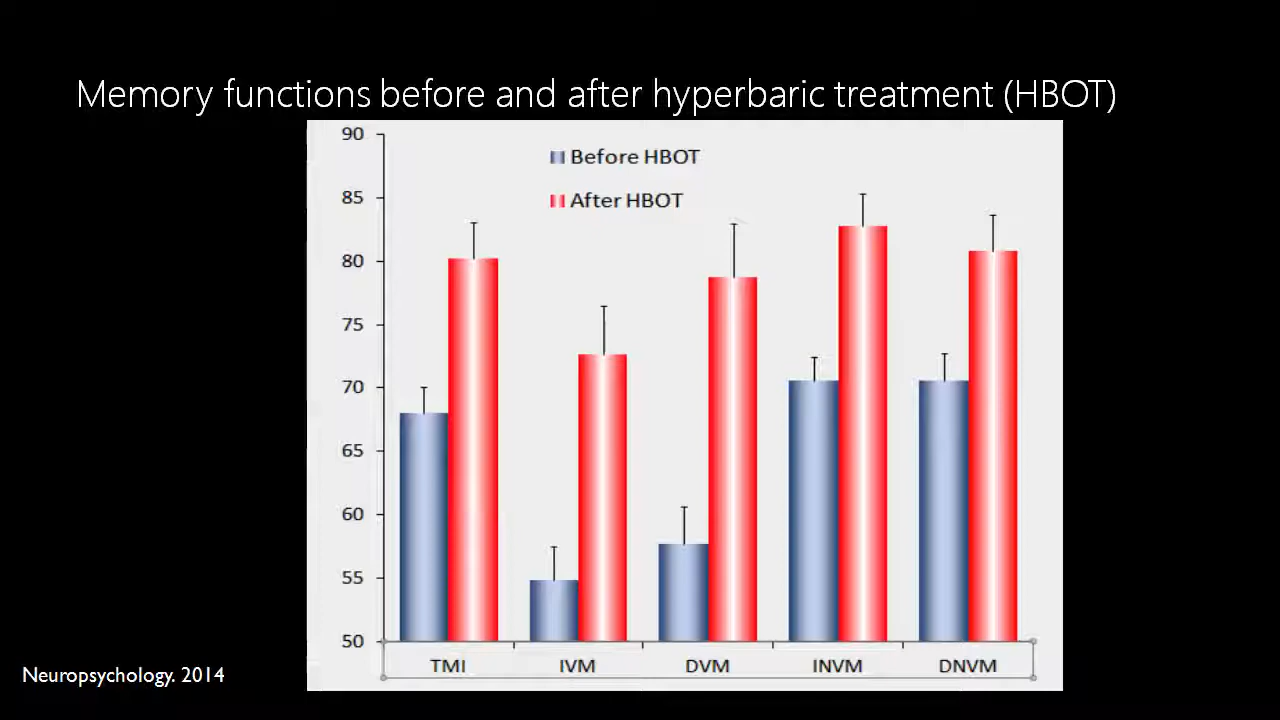 Memory functions before and after hyperbaric treatment (HBOT)
90
Before HBOT
85
After HBOT
80
75
70
65
60
55
50
TMI IVM DVM INVM DNVM
Neuropsychology. 2014